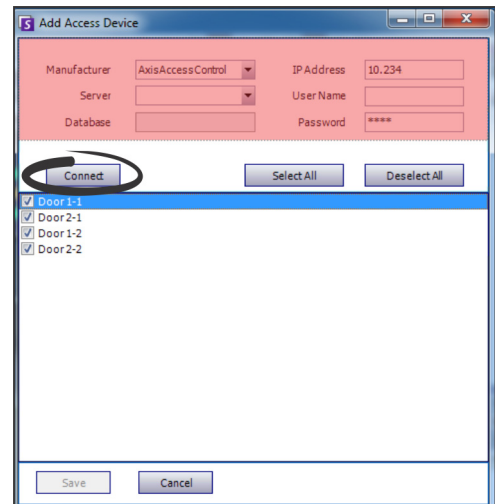 Add Access Device
Manufacturer AxisAccessControl IP Address 10.234
Server User Name
Database Password ****
Connect Select All Deselect All
Door 1-1
Door 2-1
Door 1-2
Door 2-2
Save Cancel